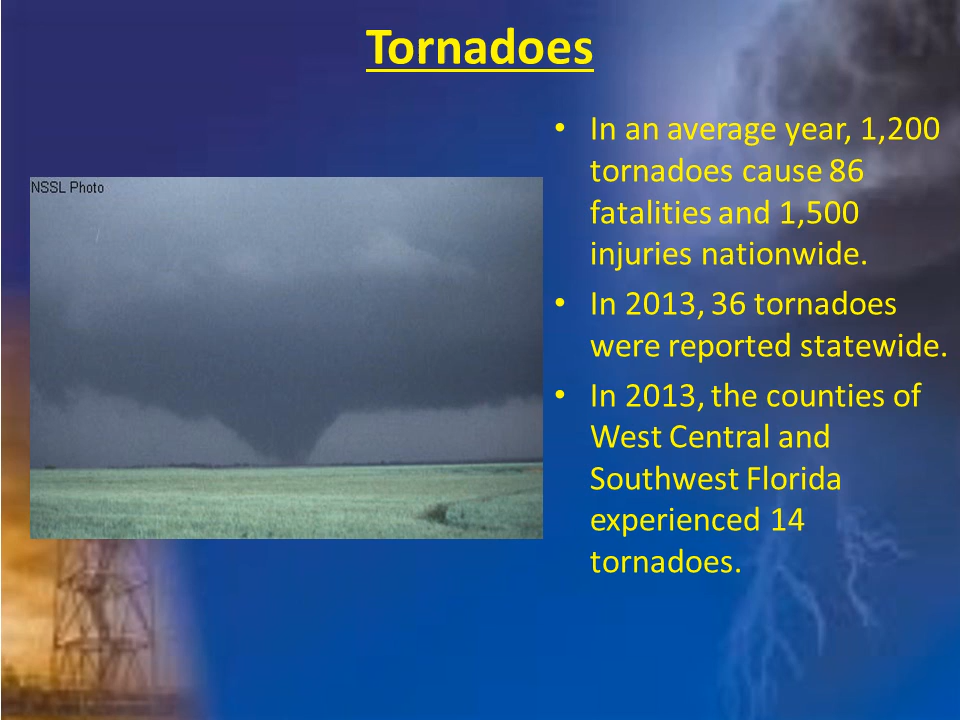 Tornadoes
NSSL Photo
• In an average year, 1,200
tornadoes cause 86
fatalities and 1,500
injuries nationwide.
• In 2013, 36 tornadoes
were reported statewide.
• In 2013, the counties of
West Central and
Southwest Florida
experienced 14
tornadoes.